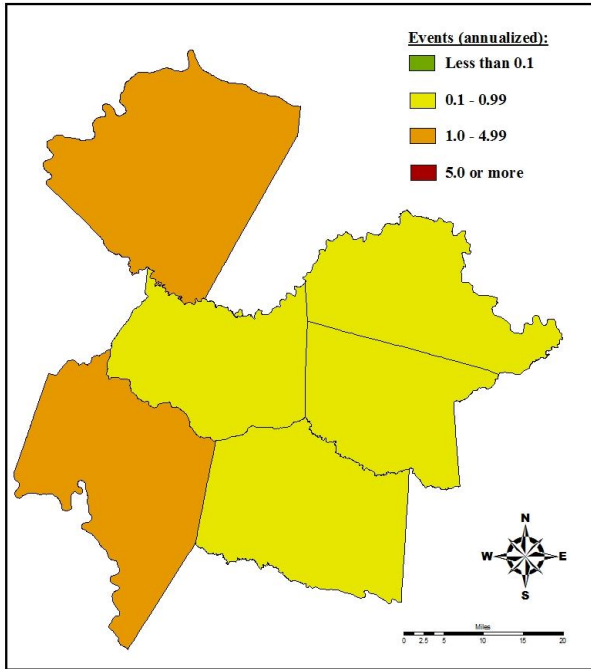 Events (annualized):
Less than 0.1
0.1 - 0.99
1.0 - 4.99
5.0 or more
N
W E
S
Miles
0 2.5 5 10 15 20